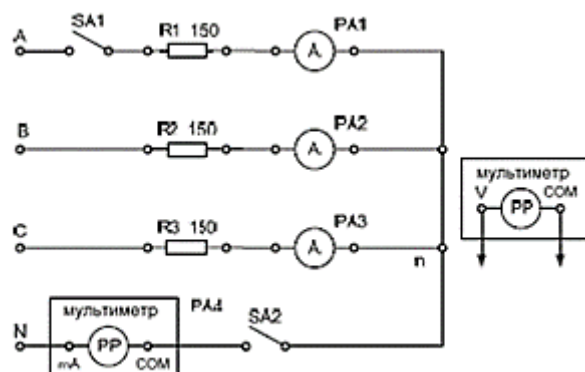 A SA1 R1 150 A PA1
B R2 150 A PA2
мультиметр
V PP COM
C R3 150 A PA3
n
мультиметр PA4 SA2
N mA PP COM